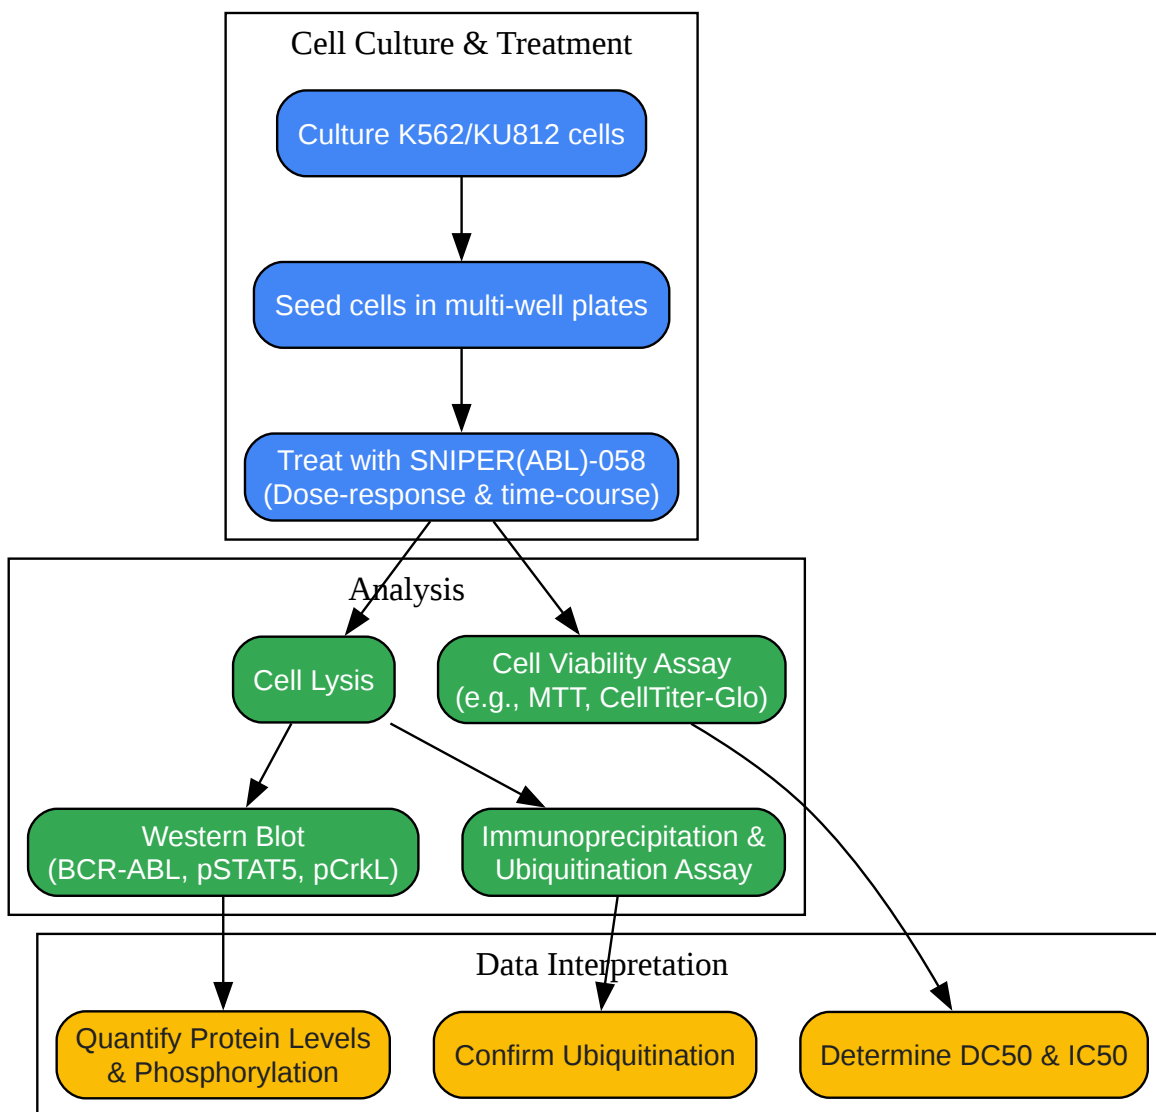 Cell Culture & Treatment
Culture K562/KU812 cells
Seed cells in multi-well plates
Treat with SNIPER(ABL)-058
(Dose-response & time-course)
Analysis
Cell Lysis
Cell Viability Assay
(e.g., MTT, CellTiter-Glo)
Western Blot
(BCR-ABL, pSTAT5, pCrkL)
Immunoprecipitation &
Ubiquitination Assay
Data Interpretation
Quantify Protein Levels
& Phosphorylation
Confirm Ubiquitination
Determine DC50 & IC50